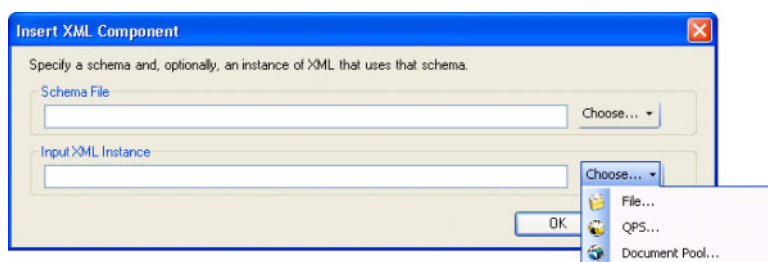 Insert XML Component
Specify a schema and, optionally, an instance of XML that uses that schema.
Schema File
Choose...
Input XML Instance
Choose...
File...
OK
QPS...
Document Pool...